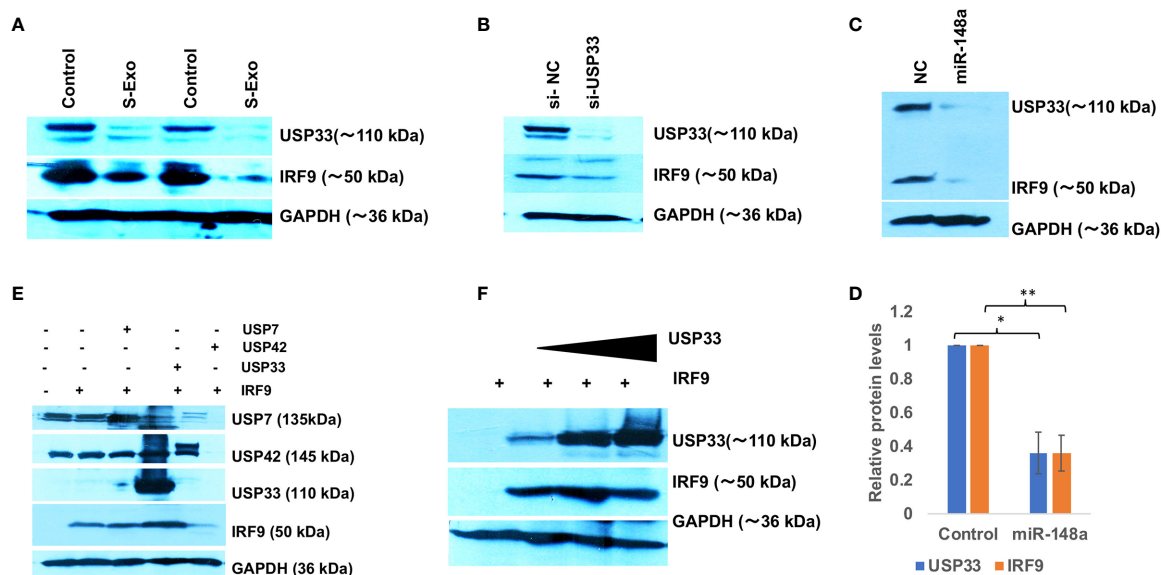 A
Control
S-Exo
Control
S-Exo
USP33(~110 kDa)
IRF9 (~50 kDa)
GAPDH (~36 kDa)
B
si- NC
si-USP33
USP33(~110 kDa)
IRF9 (~50 kDa)
GAPDH (~36 kDa)
C
NC
miR-148a
USP33(~110 kDa)
IRF9 (~50 kDa)
GAPDH (~36 kDa)
E
- - + - - USP7
- - - - + USP42
- - - + - USP33
- + + + + IRF9
USP7 (135kDa)
USP42 (145 kDa)
USP33 (110 kDa)
IRF9 (50 kDa)
GAPDH (36 kDa)
F
USP33
+ + + + IRF9
USP33(~110 kDa)
IRF9 (~50 kDa)
GAPDH (~36 kDa)
D
**
*
Relative protein levels
1.2
1
0.8
0.6
0.4
0.2
0
Control miR-148a
USP33 IRF9